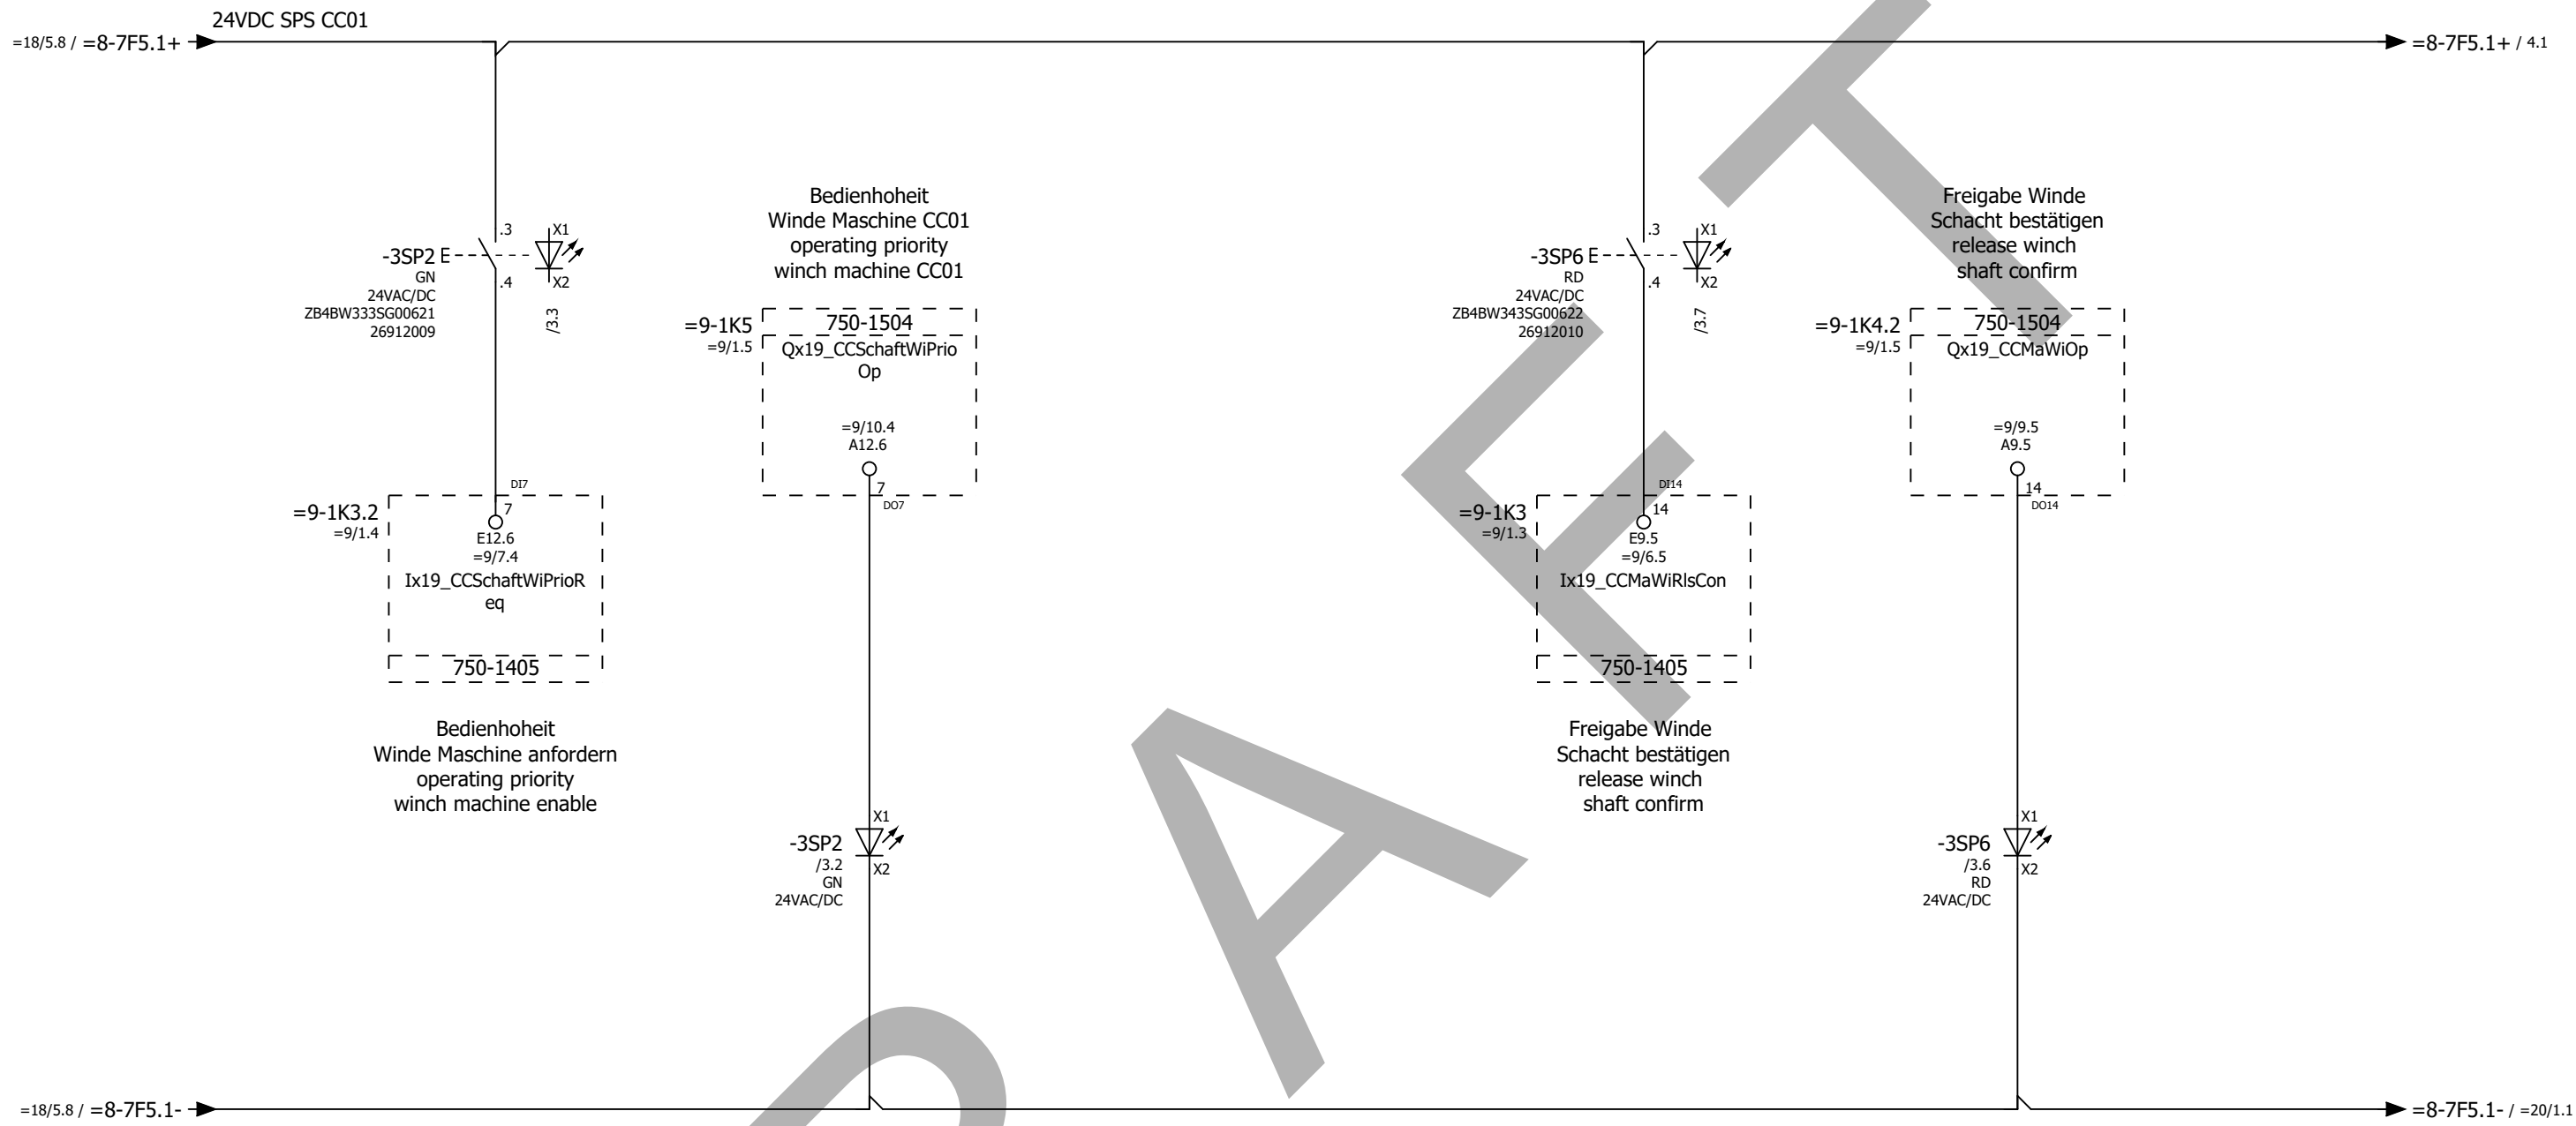 24VDC SPS CC01
=18/5.8 / =8-7F5.1+
=8-7F5.1+ / 4.1
-3SP2
GN
24VAC/DC
ZB4BW333SG00621
26912009
E
.3
.4
X1
X2
/3.3
=9-1K3.2
=9/1.4
DI7
7
E12.6
=9/7.4
Ix19_CCSchaftWiPrioR
eq
750-1405
Bedienhoheit
Winde Maschine anfordern
operating priority
winch machine enable
Bedienhoheit
Winde Maschine CC01
operating priority
winch machine CC01
=9-1K5
=9/1.5
750-1504
Qx19_CCSchaftWiPrio
Op
=9/10.4
A12.6
7
DO7
-3SP2
/3.2
GN
24VAC/DC
X1
X2
-3SP6
RD
24VAC/DC
ZB4BW343SG00622
26912010
E
.3
.4
X1
X2
/3.7
=9-1K3
=9/1.3
DI14
14
E9.5
=9/6.5
Ix19_CCMaWiRlsCon
750-1405
Freigabe Winde
Schacht bestätigen
release winch
shaft confirm
Freigabe Winde
Schacht bestätigen
release winch
shaft confirm
=9-1K4.2
=9/1.5
750-1504
Qx19_CCMaWiOp
=9/9.5
A9.5
14
DO14
-3SP6
/3.6
RD
24VAC/DC
X1
X2
=18/5.8 / =8-7F5.1-
=8-7F5.1- / =20/1.1
RAFT